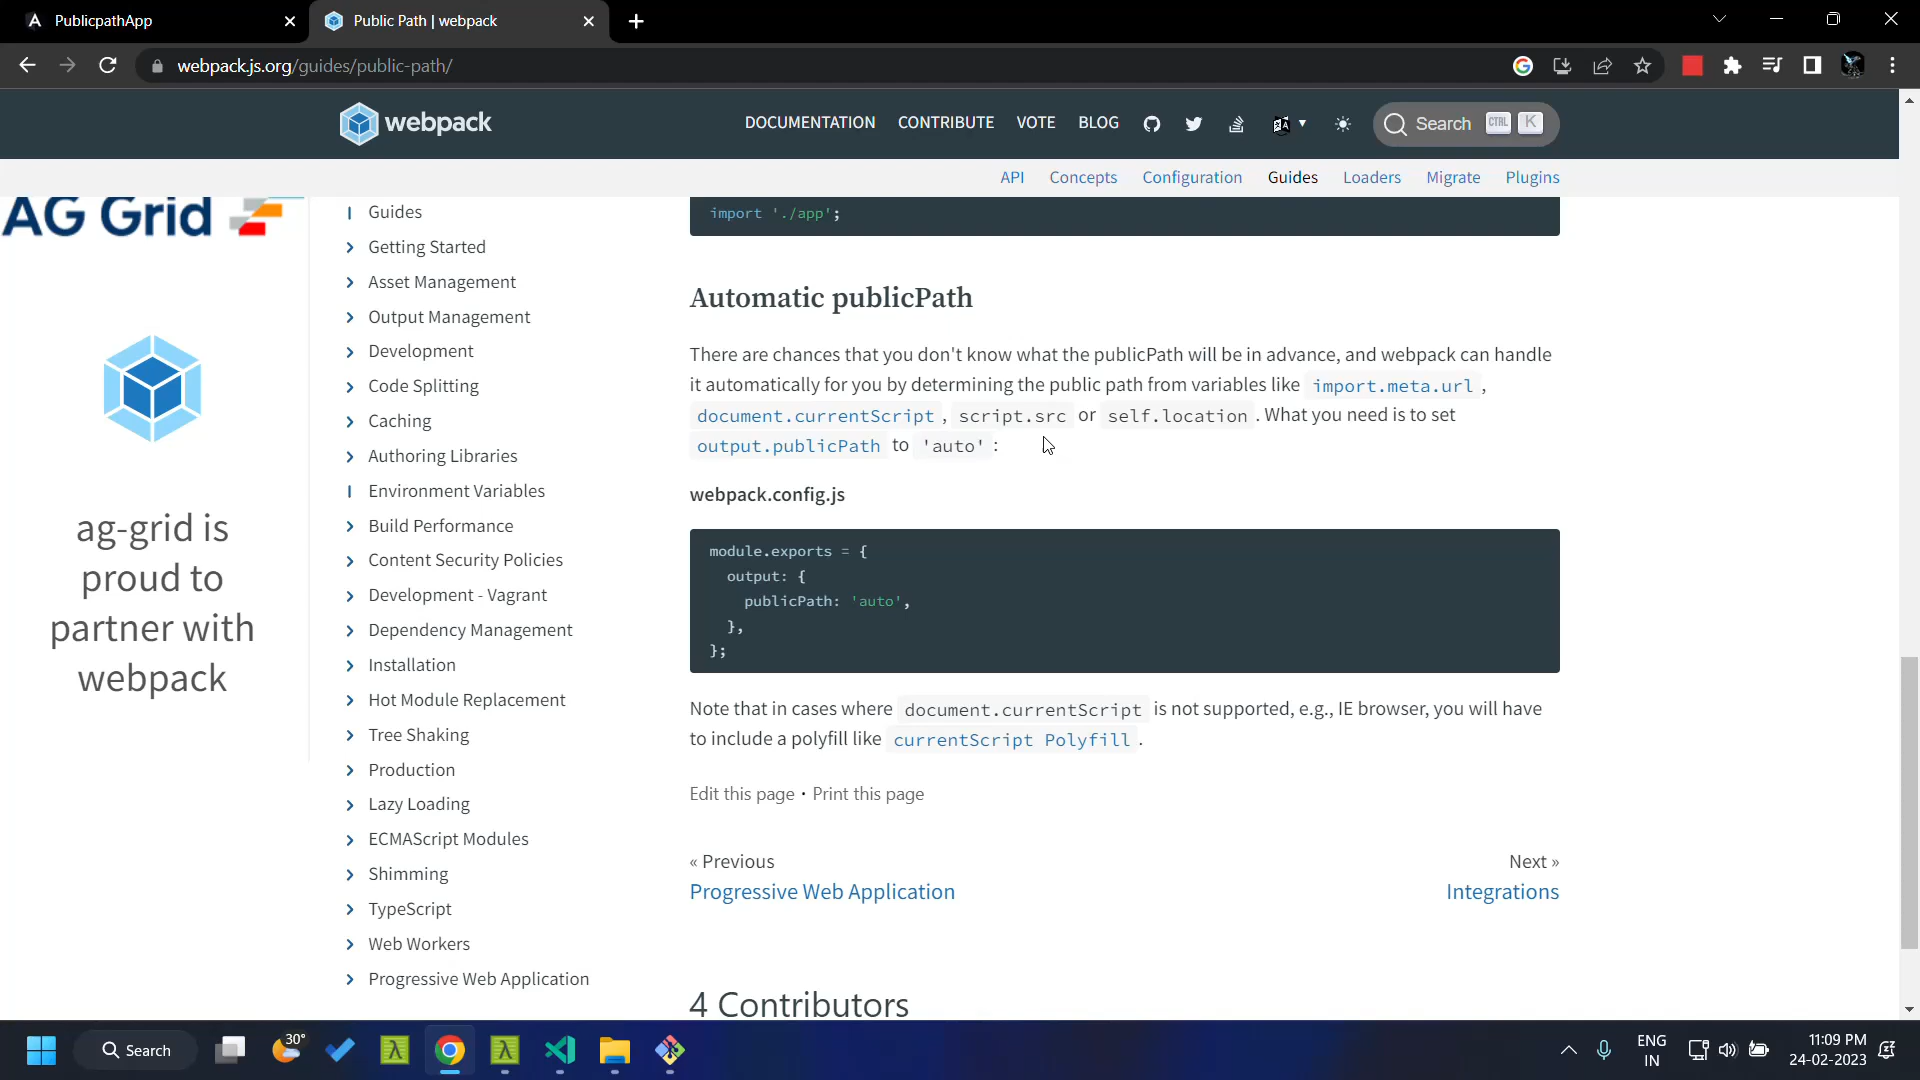 PublicpathApp
Public Path | webpack
webpack.js.org/guides/public-path/
webpack
DOCUMENTATION CONTRIBUTE VOTE BLOG
Search CTRL K
API Concepts Configuration Guides Loaders Migrate Plugins
AG Grid
ag-grid is
proud to
partner with
webpack
Guides
Getting Started
Asset Management
Output Management
Development
Code Splitting
Caching
Authoring Libraries
Environment Variables
Build Performance
Content Security Policies
Development - Vagrant
Dependency Management
Installation
Hot Module Replacement
Tree Shaking
Production
Lazy Loading
ECMAScript Modules
Shimming
TypeScript
Web Workers
Progressive Web Application
import './app';
Automatic publicPath
There are chances that you don't know what the publicPath will be in advance, and webpack can handle
it automatically for you by determining the public path from variables like import.meta.url ,
document.currentScript , script.src or self.location . What you need is to set
output.publicPath to 'auto' :
webpack.config.js
module.exports = {
output: {
publicPath: 'auto',
},
};
Note that in cases where document.currentScript is not supported, e.g., IE browser, you will have
to include a polyfill like currentScript Polyfill .
Edit this page • Print this page
« Previous
Progressive Web Application
Next »
Integrations
4 Contributors
Search
30°
ENG
IN
11:09 PM
24-02-2023